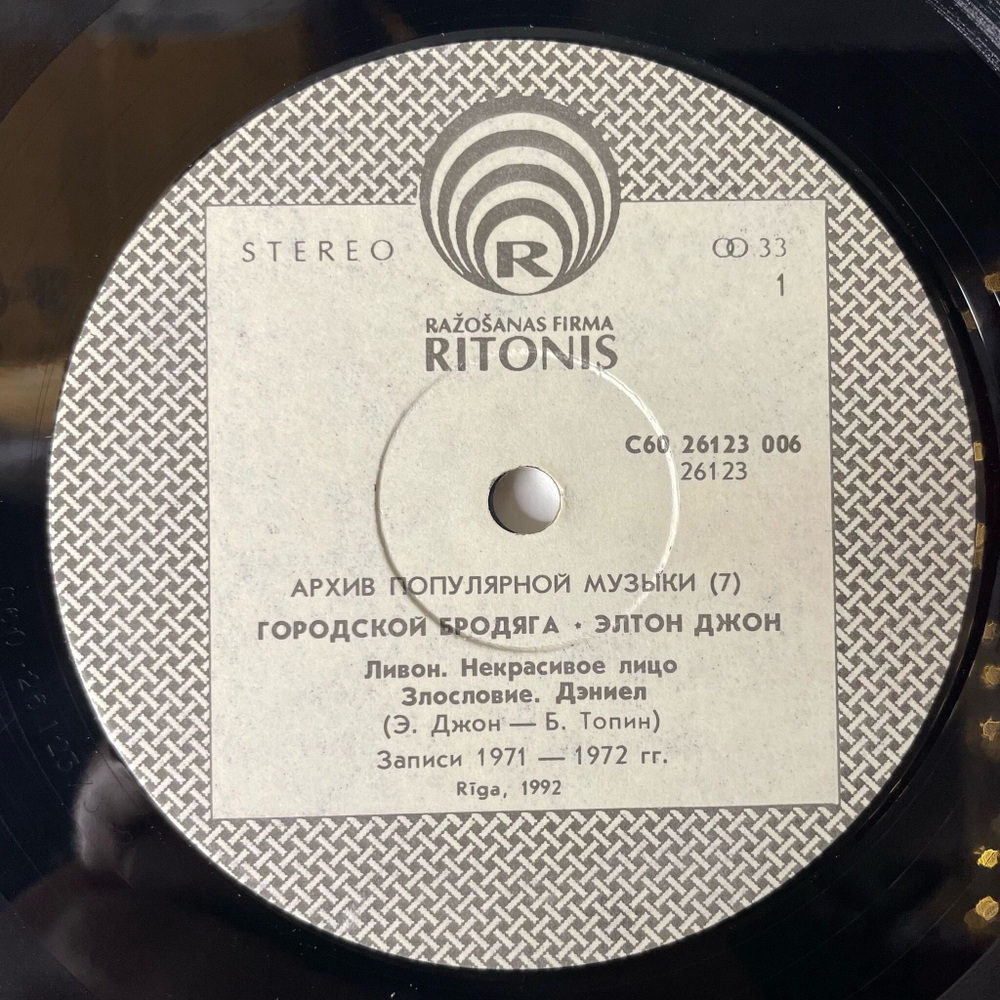 STEREO
33
1
R
RAŽOŠANAS FIRMA
RITONIS
С60 26123 006
26123
АРХИВ ПОПУЛЯРНОЙ МУЗЫКИ (7)
ГОРОДСКОЙ БРОДЯГА • ЭЛТОН ДЖОН
Ливон. Некрасивое лицо
Злословие. Дэниел
(Э. Джон — Б. Топин)
Записи 1971 — 1972 гг.
Rīga, 1992